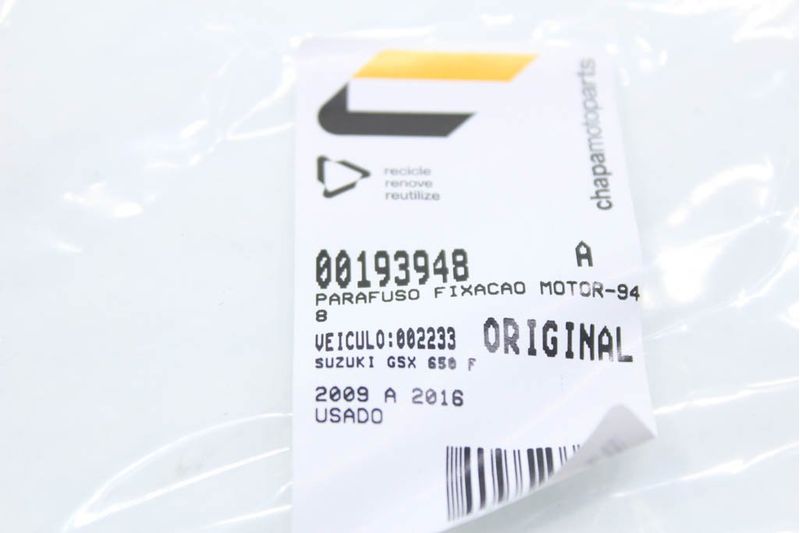 chapamotoparts
recicle
renove
reutilize
00193948 A
PARAFUSO FIXACAO MOTOR-94
8
VEICULO:002233 ORIGINAL
SUZUKI GSX 650 F
2009 A 2016
USADO